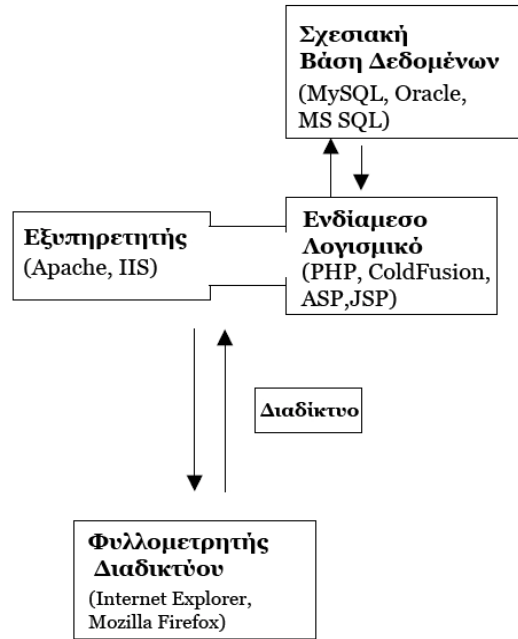 Σχεσιακή
Βάση Δεδομένων
(MySQL, Oracle,
MS SQL)
Εξυπηρετητής
(Apache, IIS)
Ενδίαμεσο
Λογισμικό
(PHP, ColdFusion,
ASP,JSP)
Διαδίκτυο
Φυλλομετρητής
Διαδικτύου
(Internet Explorer,
Mozilla Firefox)